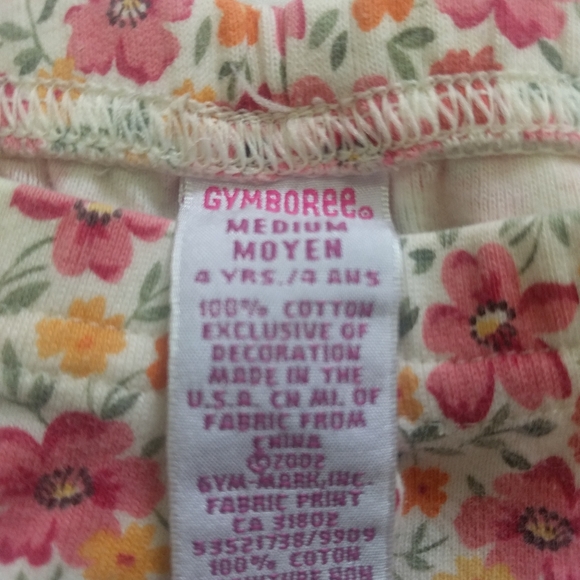 GYMBOREE®
MEDIUM
MOYEN
4 YRS./4 ANS
100% COTTON
EXCLUSIVE OF
DECORATION
MADE IN THE
U.S.A. CN MI. OF
FABRIC FROM
CHINA
©2002
GYM-MARK, INC.
FABRIC PRINT
CA 31802
53521738/9909
100% COTON